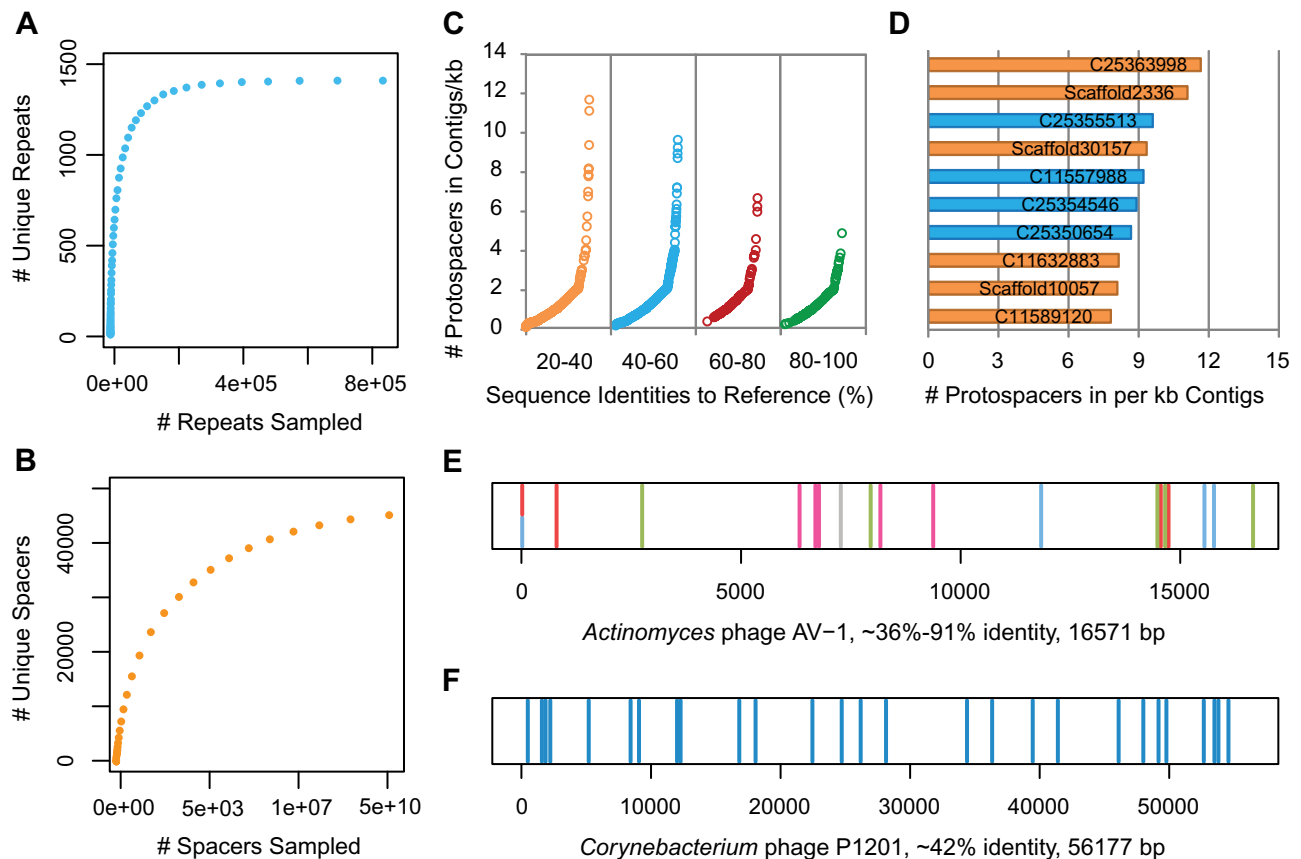 A
# Unique Repeats
1500
1000
500
0
0e+00 4e+05 8e+05
# Repeats Sampled
B
# Unique Spacers
40000
20000
0
0e+00 5e+03 1e+07 5e+10
# Spacers Sampled
C
# Protospacers in Contigs/kb
14
12
10
8
6
4
2
0
20-40 40-60 60-80 80-100
Sequence Identities to Reference (%)
D
C25363998
Scaffold2336
C25355513
Scaffold30157
C11557988
C25354546
C25350654
C11632883
Scaffold10057
C11589120
0 3 6 9 12 15
# Protospacers in per kb Contigs
E
0 5000 10000 15000
Actinomyces phage AV−1, ~36%-91% identity, 16571 bp
F
0 10000 20000 30000 40000 50000
Corynebacterium phage P1201, ~42% identity, 56177 bp